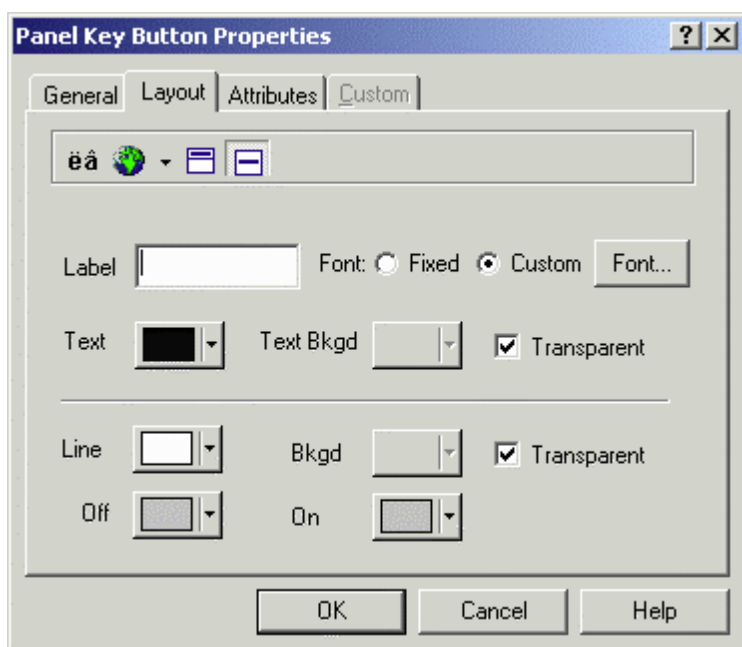 Panel Key Button Properties ? X
General Layout Attributes Custom
ëâ
Label Font: Fixed Custom Font...
Text Text Bkgd Transparent
Line Bkgd Transparent
Off On
OK Cancel Help